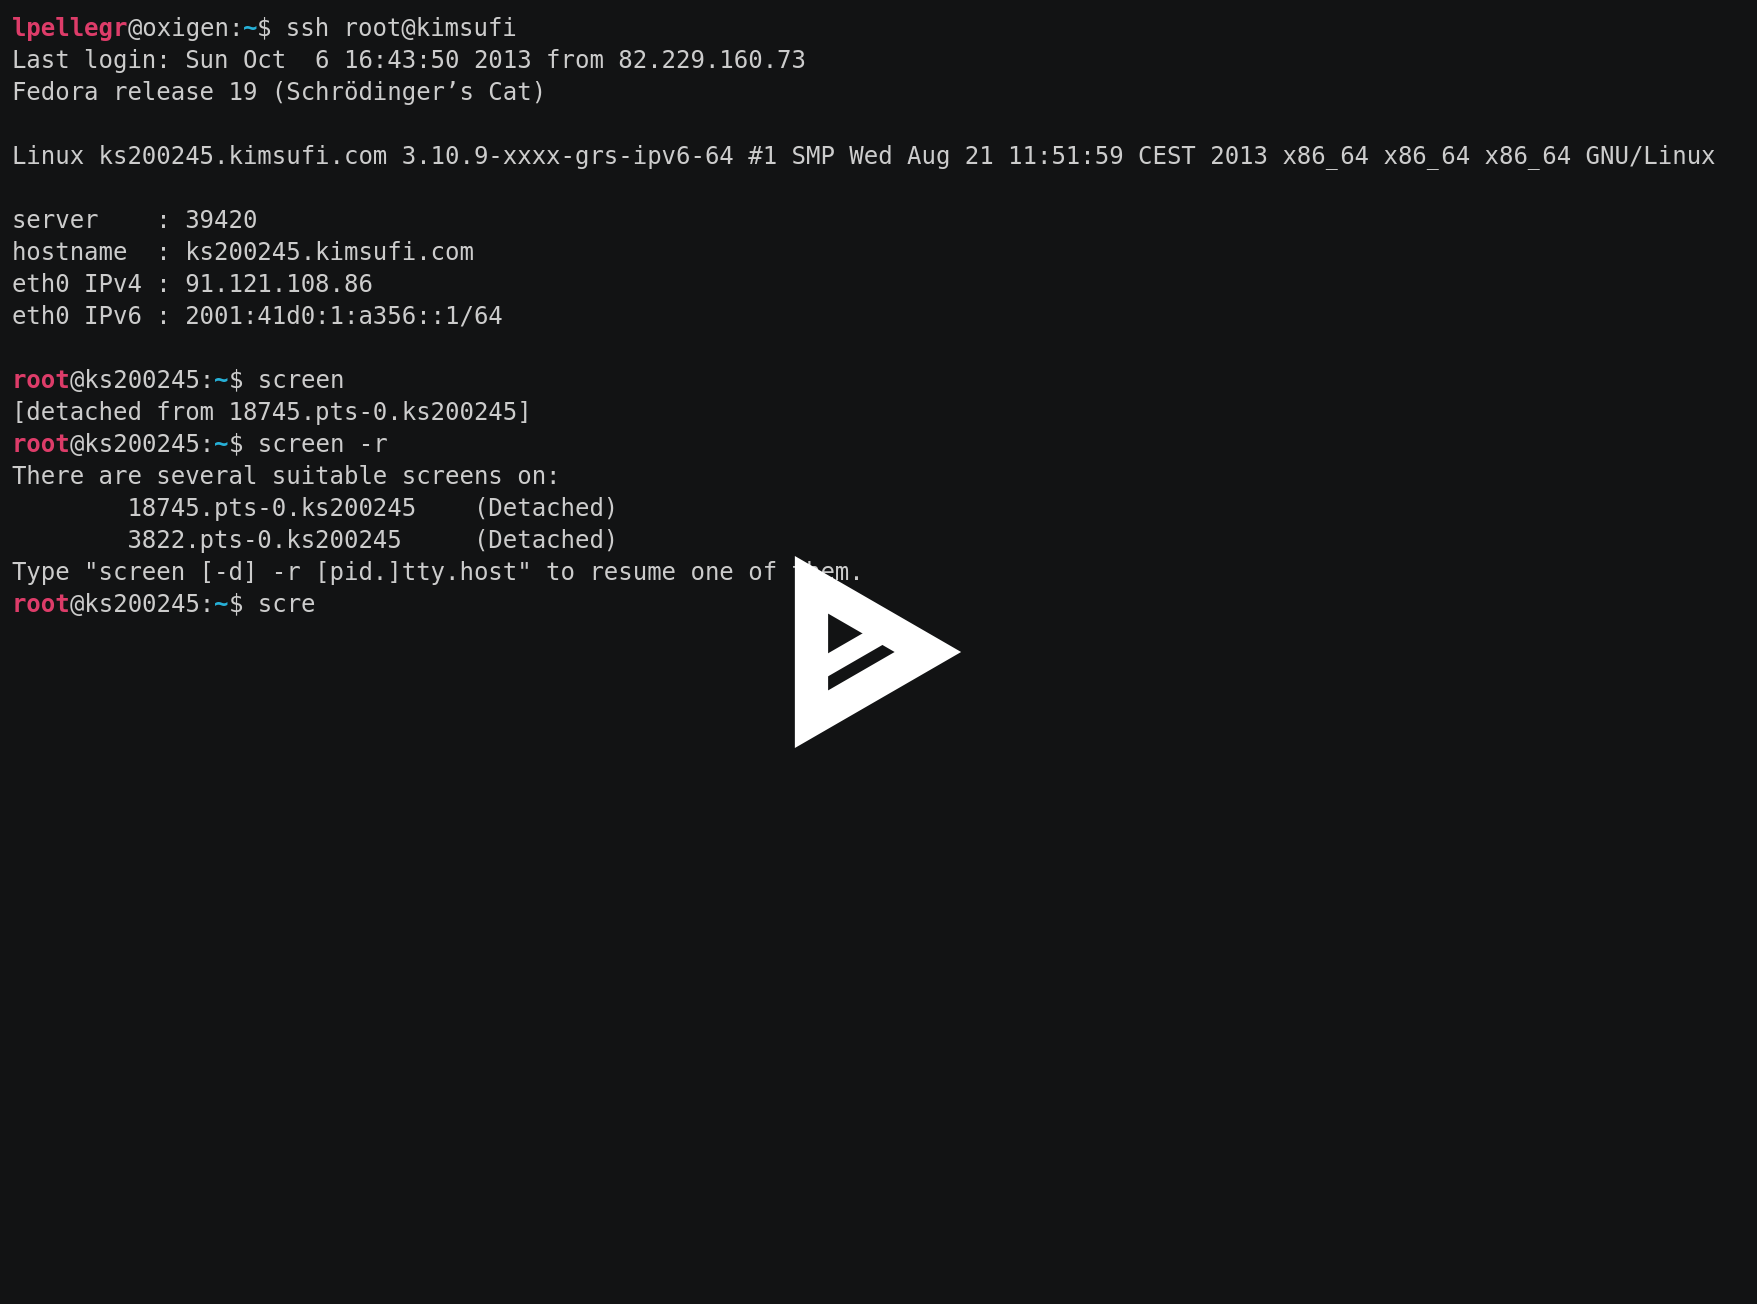 lpellegr@oxigen:~$ ssh root@kimsufi
Last login: Sun Oct  6 16:43:50 2013 from 82.229.160.73
Fedora release 19 (Schrödinger’s Cat)
Linux ks200245.kimsufi.com 3.10.9-xxxx-grs-ipv6-64 #1 SMP Wed Aug 21 11:51:59 CEST 2013 x86_64 x86_64 x86_64 GNU/Linux
server    : 39420
hostname  : ks200245.kimsufi.com
eth0 IPv4 : 91.121.108.86
eth0 IPv6 : 2001:41d0:1:a356::1/64
root@ks200245:~$ screen
[detached from 18745.pts-0.ks200245]
root@ks200245:~$ screen -r
There are several suitable screens on:
        18745.pts-0.ks200245    (Detached)
        3822.pts-0.ks200245     (Detached)
Type "screen [-d] -r [pid.]tty.host" to resume one of them.
root@ks200245:~$ scre